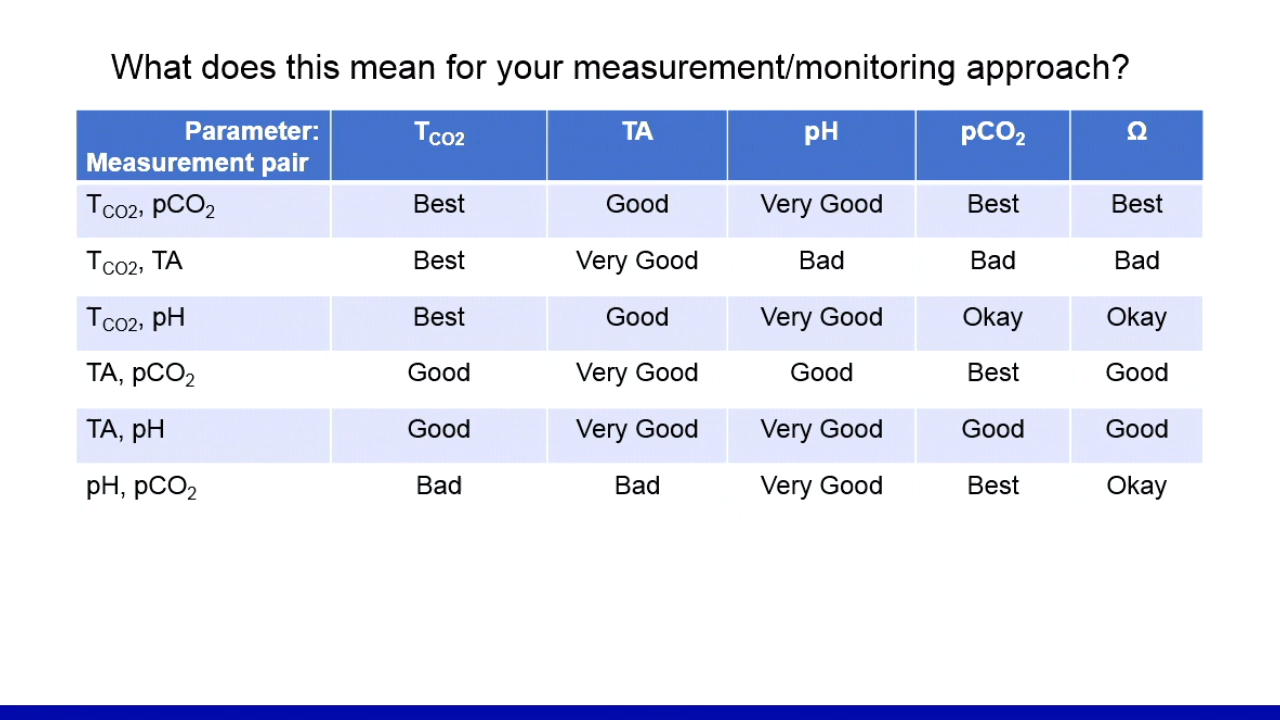 What does this mean for your measurement/monitoring approach?
Parameter: T_CO2 TA pH pCO₂ Ω
Measurement pair
T_CO2, pCO₂ Best Good Very Good Best Best
T_CO2, TA Best Very Good Bad Bad Bad
T_CO2, pH Best Good Very Good Okay Okay
TA, pCO₂ Good Very Good Good Best Good
TA, pH Good Very Good Very Good Good Good
pH, pCO₂ Bad Bad Very Good Best Okay